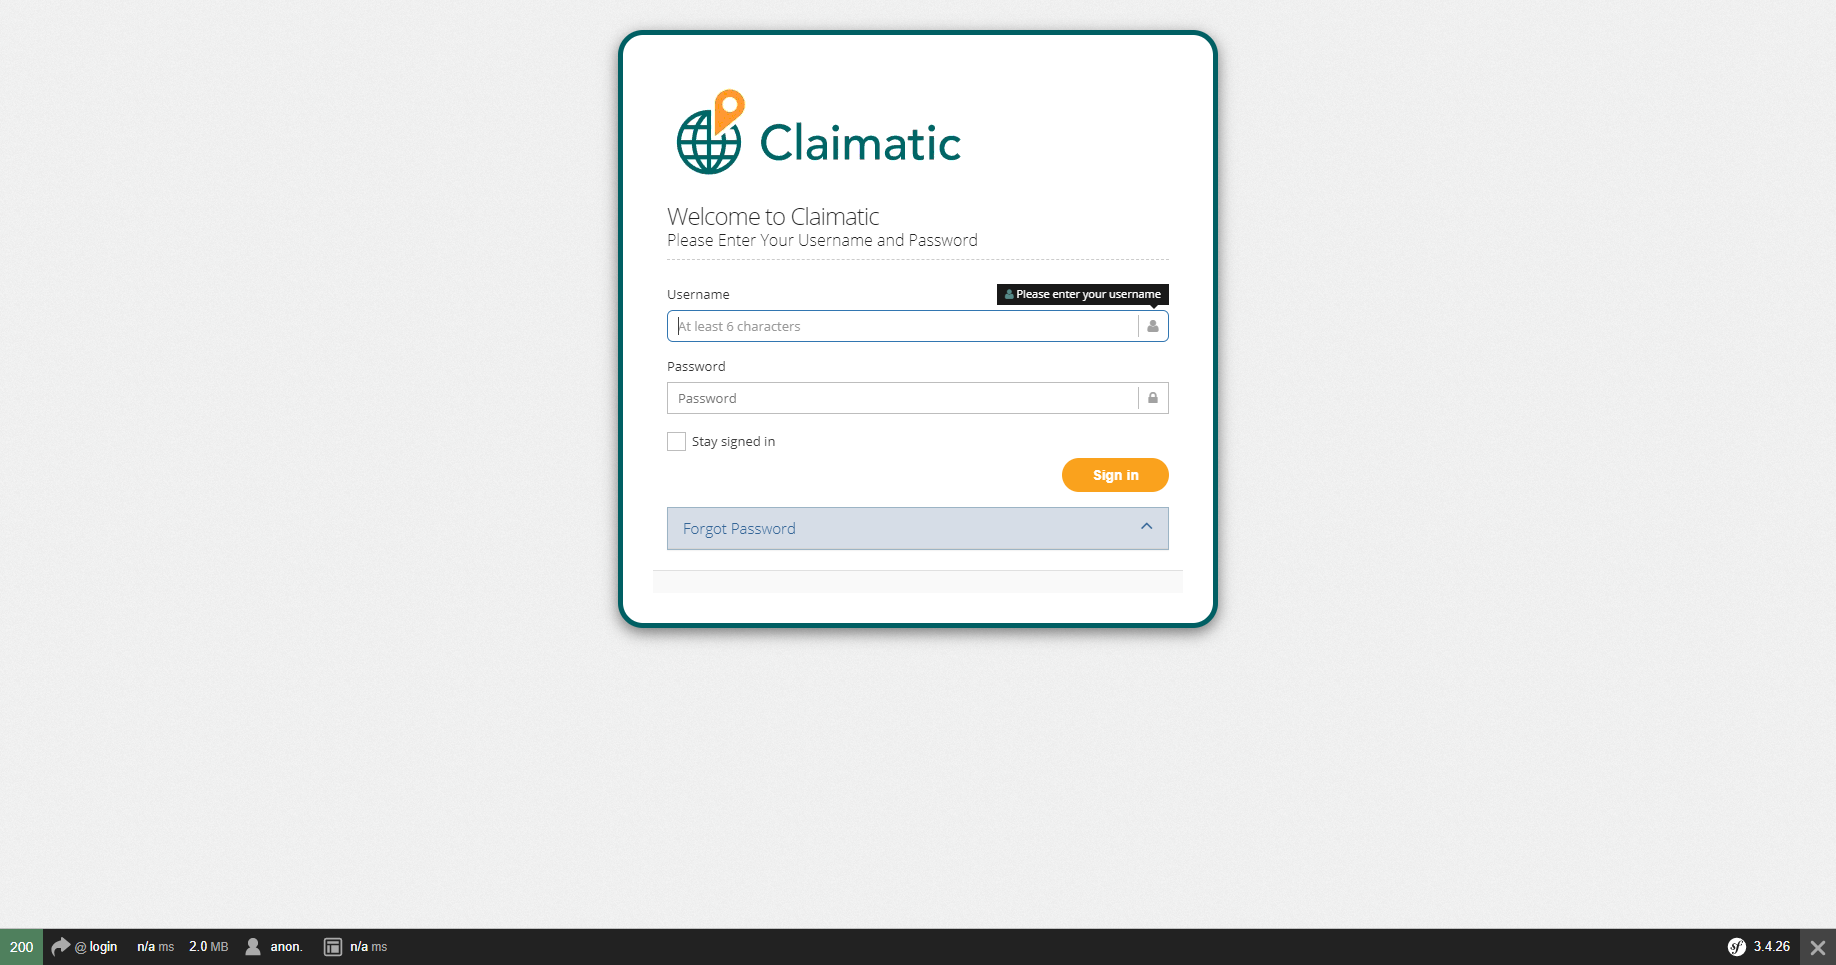 Claimatic
Welcome to Claimatic
Please Enter Your Username and Password
Username
Please enter your username
At least 6 characters
Password
Password
Stay signed in
Sign in
Forgot Password
200 @ login n/a ms 2.0 MB anon. n/a ms sf 3.4.26